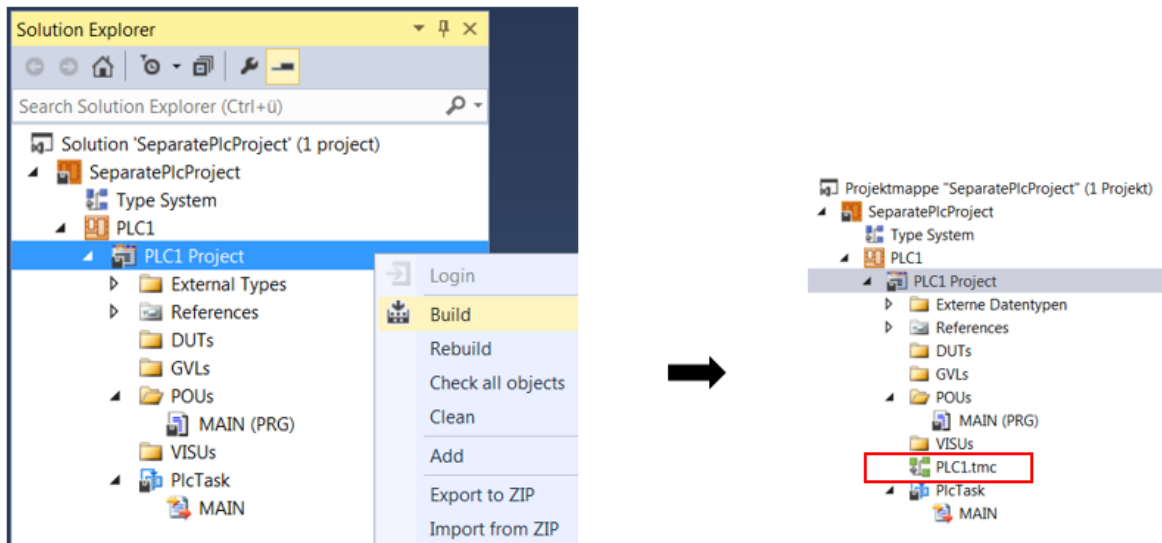 Solution Explorer
Search Solution Explorer (Ctrl+ü)
Solution 'SeparatePlcProject' (1 project)
SeparatePlcProject
Type System
PLC1
PLC1 Project
External Types
References
DUTs
GVLs
POUs
MAIN (PRG)
VISUs
PlcTask
MAIN
Login
Build
Rebuild
Check all objects
Clean
Add
Export to ZIP
Import from ZIP
Projektmappe "SeparatePlcProject" (1 Projekt)
SeparatePlcProject
Type System
PLC1
PLC1 Project
Externe Datentypen
References
DUTs
GVLs
POUs
MAIN (PRG)
VISUs
PLC1.tmc
PlcTask
MAIN